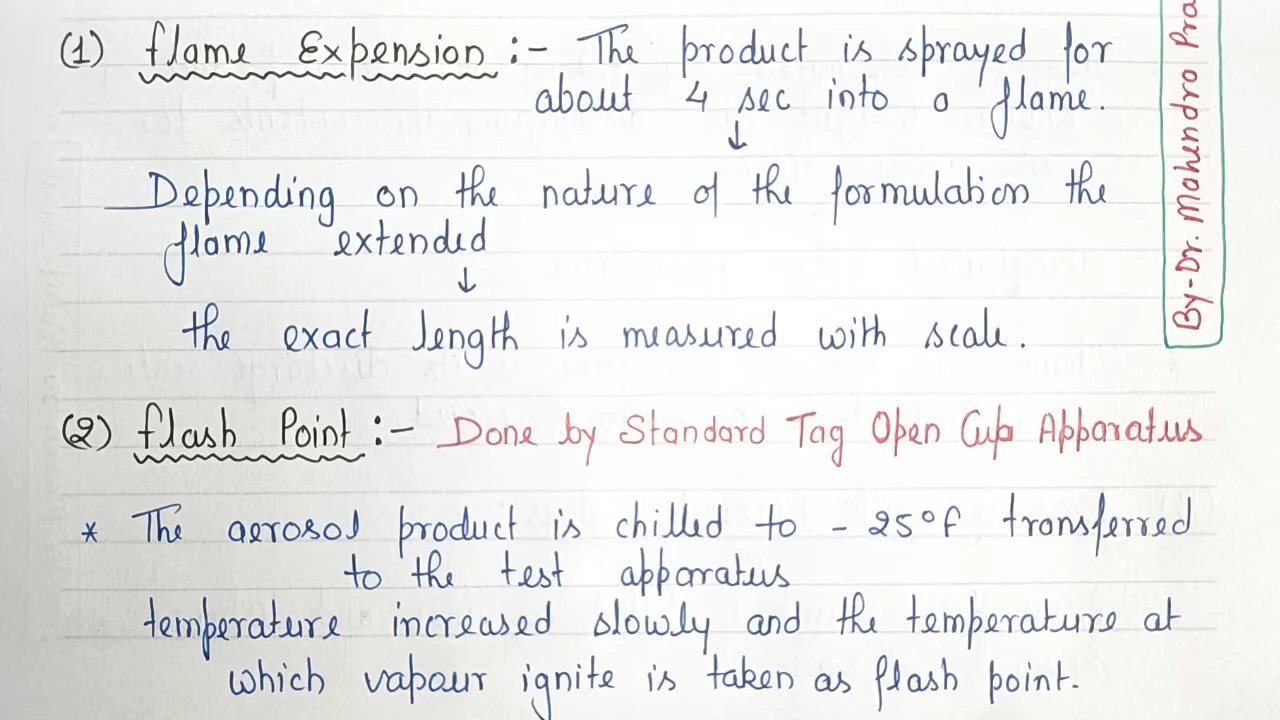 (1) flame Expension :- The product is sprayed for
about 4 sec into a flame.
↓
Depending on the nature of the formulation the
flame extended
↓
the exact length is measured with scale.
(2) flash Point :- Done by Standard Tag Open Cup Apparatus
* The aerosol product is chilled to - 25°f transferred
to the test apparatus
temperature increased slowly and the temperature at
which vapour ignite is taken as flash point.
By-Dr. Mahendra Pra